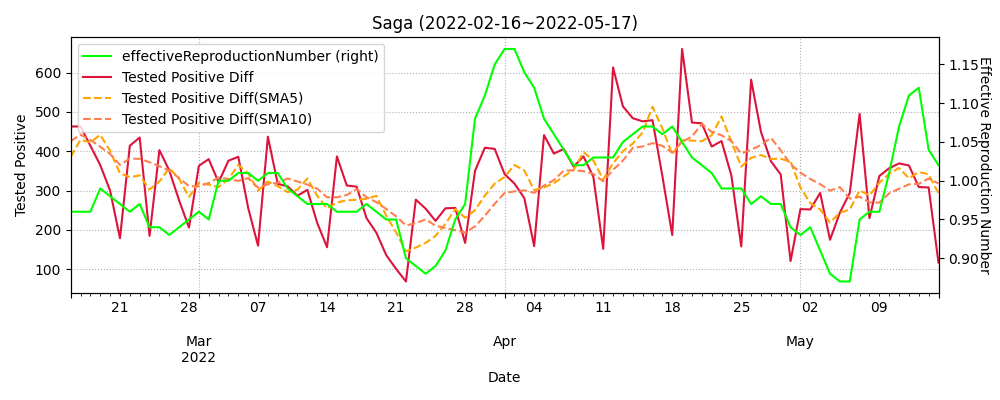 Saga (2022-02-16~2022-05-17)
effectiveReproductionNumber (right)
Tested Positive Diff
Tested Positive Diff(SMA5)
Tested Positive Diff(SMA10)
Tested Positive
600
500
400
300
200
100
1.15
1.10
1.05
1.00
0.95
0.90
Effective Reproduction Number
21 28 07 14 21 28 04 11 18 25 02 09
Mar Apr May
2022
Date